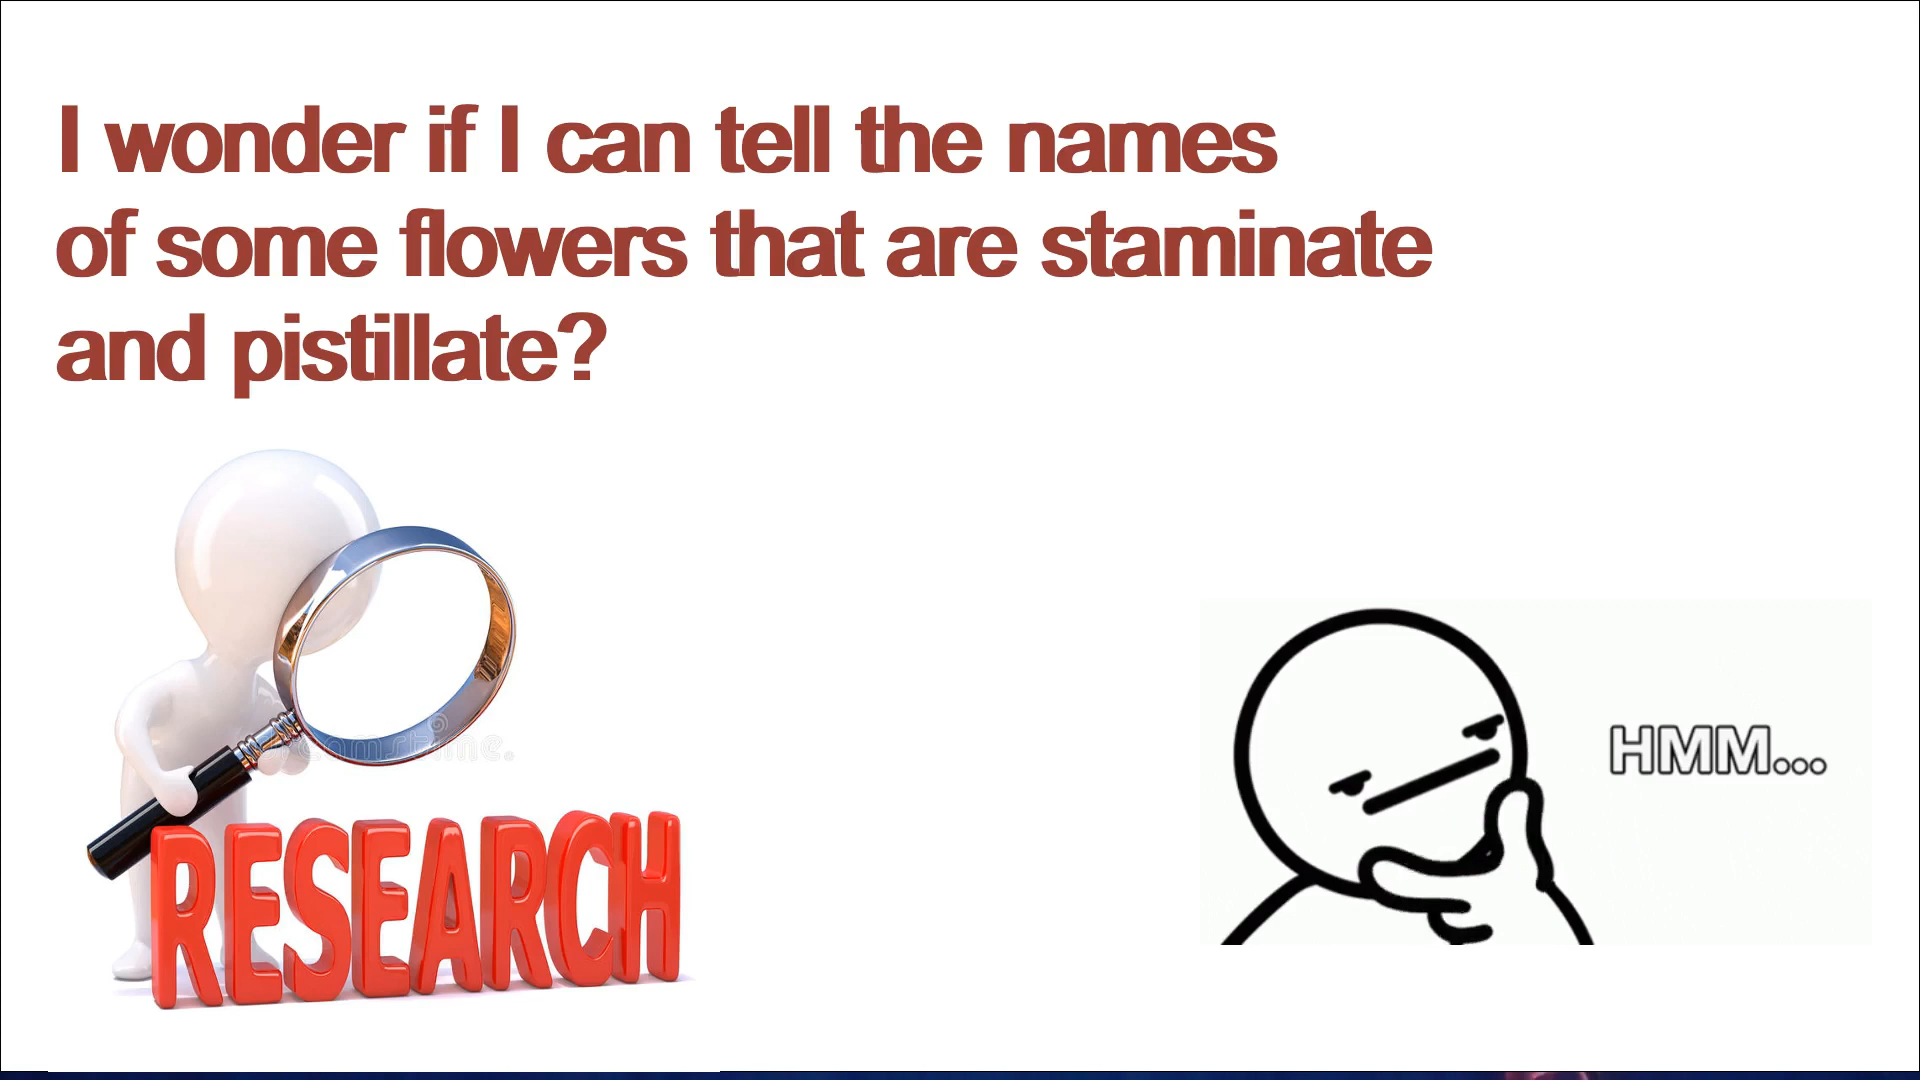 I wonder if I can tell the names
of some flowers that are staminate
and pistillate?
HMM...
RESEARCH